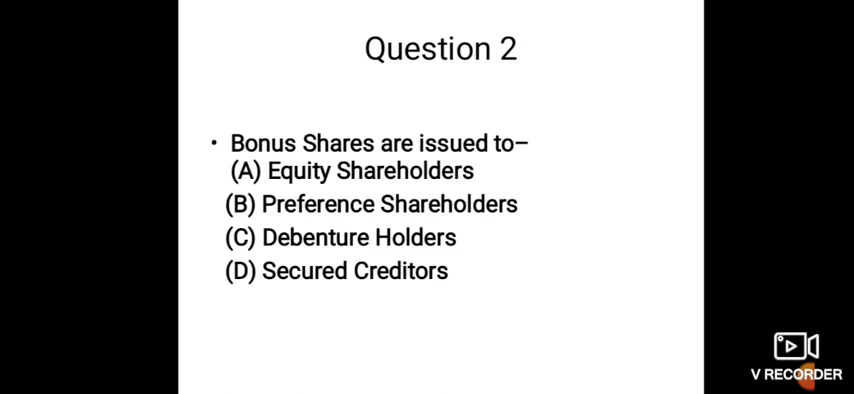 Question 2
• Bonus Shares are issued to–
(A) Equity Shareholders
(B) Preference Shareholders
(C) Debenture Holders
(D) Secured Creditors
V RECORDER